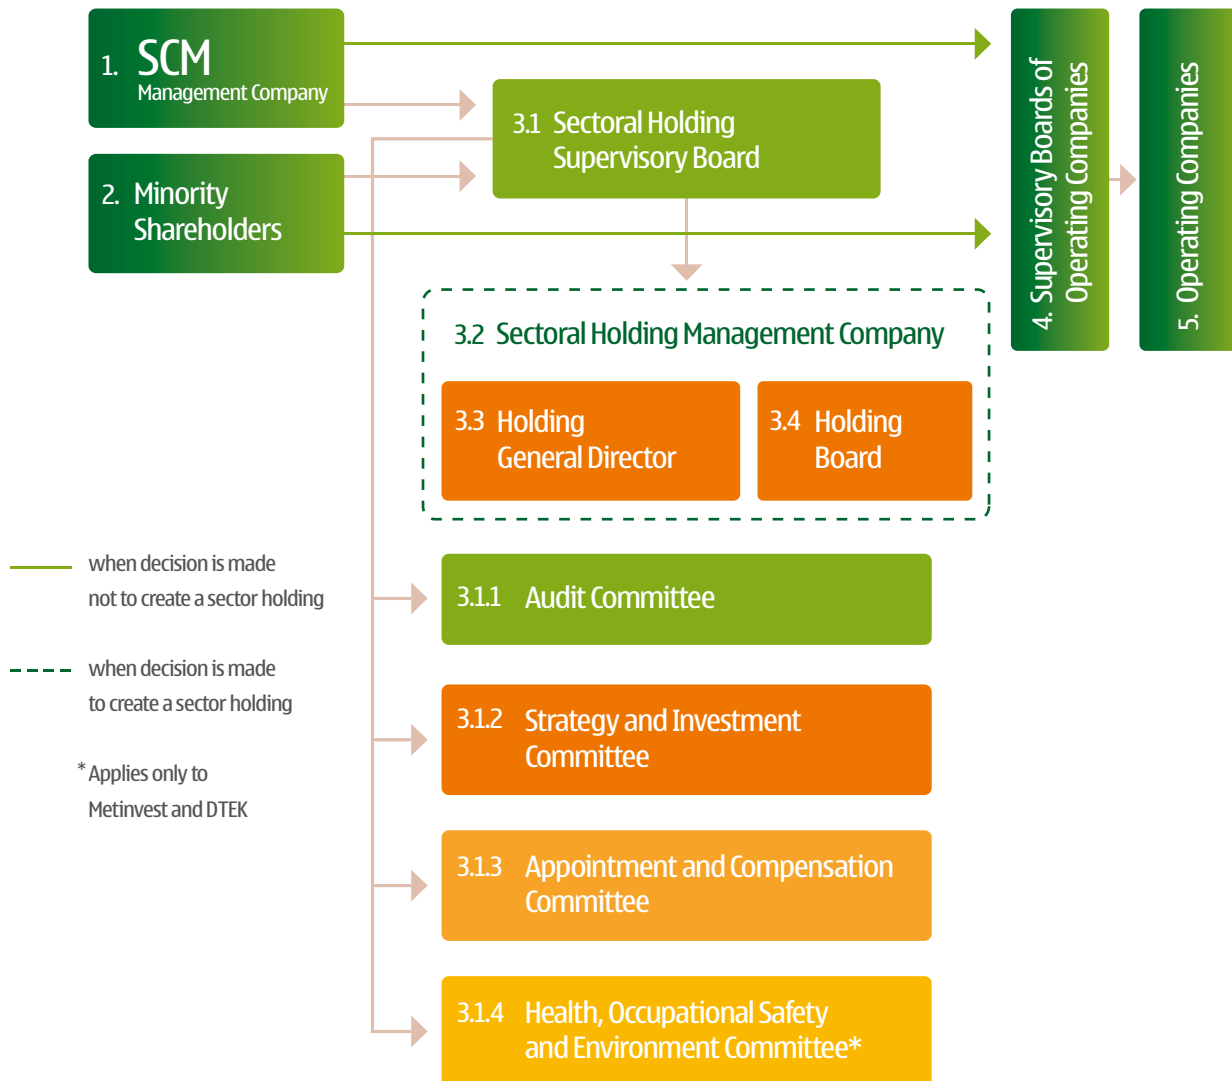 1. SCM
Management Company
2. Minority
Shareholders
3.1 Sectoral Holding
Supervisory Board
4. Supervisory Boards of
Operating Companies
5. Operating Companies
3.2 Sectoral Holding Management Company
3.3 Holding
General Director
3.4 Holding
Board
when decision is made
not to create a sector holding
when decision is made
to create a sector holding
* Applies only to
Metinvest and DTEK
3.1.1 Audit Committee
3.1.2 Strategy and Investment
Committee
3.1.3 Appointment and Compensation
Committee
3.1.4 Health, Occupational Safety
and Environment Committee*